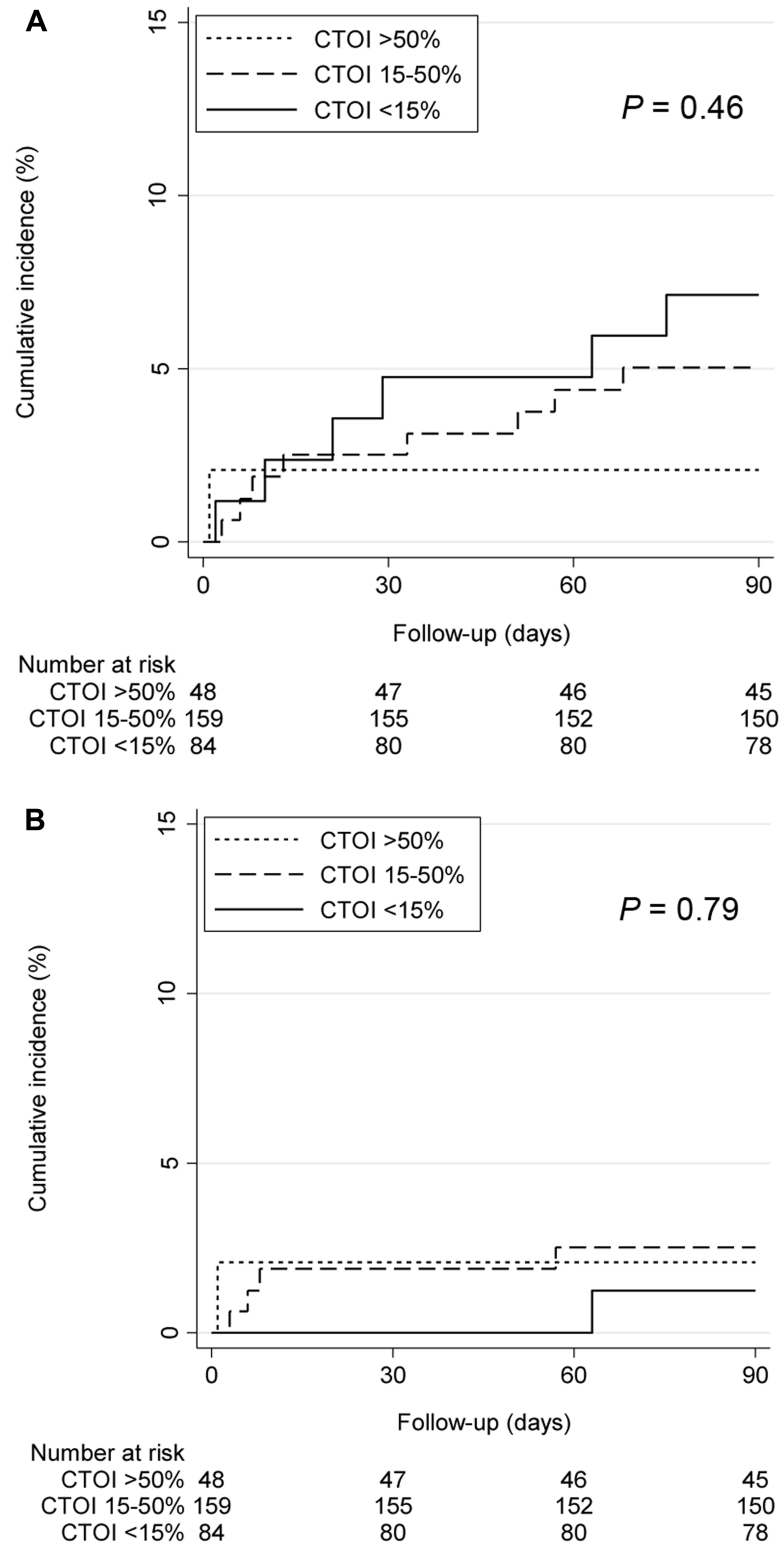 A
CTOI >50%
CTOI 15-50%
CTOI <15%
P = 0.46
Cumulative incidence (%)
15
10
5
0
0 30 60 90
Follow-up (days)
Number at risk
CTOI >50% 48 47 46 45
CTOI 15-50% 159 155 152 150
CTOI <15% 84 80 80 78
B
CTOI >50%
CTOI 15-50%
CTOI <15%
P = 0.79
Cumulative incidence (%)
15
10
5
0
0 30 60 90
Follow-up (days)
Number at risk
CTOI >50% 48 47 46 45
CTOI 15-50% 159 155 152 150
CTOI <15% 84 80 80 78